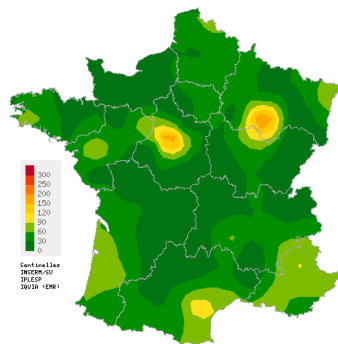 300
250
200
150
120
90
60
30
0
Sentinelles
INSERM/SU
IPLESP
IQVIA (EMR)